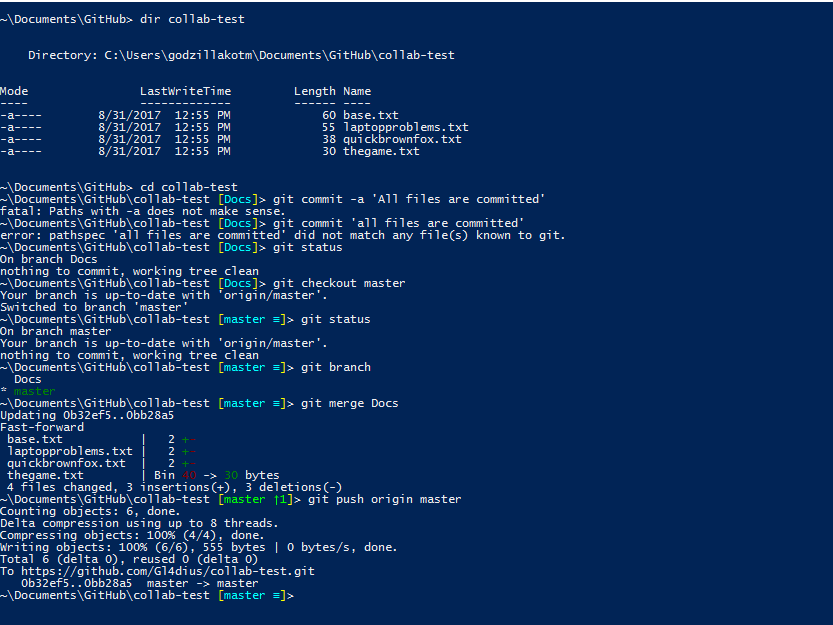 ~\Documents\GitHub> dir collab-test
Directory: C:\Users\godzillakotm\Documents\GitHub\collab-test
Mode                LastWriteTime         Length Name
----                -------------         ------ ----
-a----        8/31/2017  12:55 PM             60 base.txt
-a----        8/31/2017  12:55 PM             55 laptopproblems.txt
-a----        8/31/2017  12:55 PM             38 quickbrownfox.txt
-a----        8/31/2017  12:55 PM             30 thegame.txt
~\Documents\GitHub> cd collab-test
~\Documents\GitHub\collab-test [Docs]> git commit -a 'All files are committed'
fatal: Paths with -a does not make sense.
~\Documents\GitHub\collab-test [Docs]> git commit 'all files are committed'
error: pathspec 'all files are committed' did not match any file(s) known to git.
~\Documents\GitHub\collab-test [Docs]> git status
On branch Docs
nothing to commit, working tree clean
~\Documents\GitHub\collab-test [Docs]> git checkout master
Your branch is up-to-date with 'origin/master'.
Switched to branch 'master'
~\Documents\GitHub\collab-test [master ≡]> git status
On branch master
Your branch is up-to-date with 'origin/master'.
nothing to commit, working tree clean
~\Documents\GitHub\collab-test [master ≡]> git branch
  Docs
* master
~\Documents\GitHub\collab-test [master ≡]> git merge Docs
Updating 0b32ef5..0bb28a5
Fast-forward
 base.txt           |   2 +-
 laptopproblems.txt |   2 +-
 quickbrownfox.txt  |   2 +-
 thegame.txt        | Bin 40 -> 30 bytes
 4 files changed, 3 insertions(+), 3 deletions(-)
~\Documents\GitHub\collab-test [master ↑1]> git push origin master
Counting objects: 6, done.
Delta compression using up to 8 threads.
Compressing objects: 100% (4/4), done.
Writing objects: 100% (6/6), 555 bytes | 0 bytes/s, done.
Total 6 (delta 0), reused 0 (delta 0)
To https://github.com/Gl4dius/collab-test.git
   0b32ef5..0bb28a5  master -> master
~\Documents\GitHub\collab-test [master ≡]>